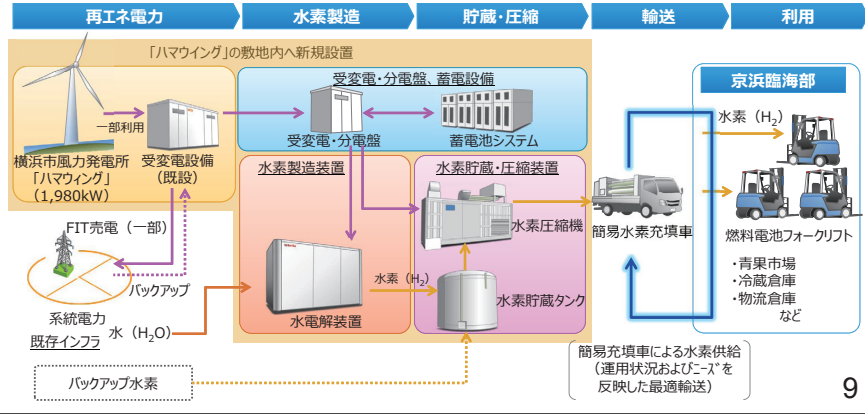 再エネ電力
水素製造
貯蔵・圧縮
輸送
利用
「ハマウイング」の敷地内へ新規設置
一部利用
横浜市風力発電所
「ハマウィング」
(1,980kW)
受変電設備
(既設)
受変電・分電盤、蓄電設備
受変電・分電盤
蓄電池システム
水素製造装置
水電解装置
水素貯蔵・圧縮装置
水素圧縮機
水素貯蔵タンク
水素（H₂）
FIT売電（一部）
バックアップ
系統電力
既存インフラ
水（H₂O）
バックアップ水素
簡易水素充填車
簡易充填車による水素供給
（運用状況およびﾆｰｽﾞを
反映した最適輸送）
京浜臨海部
水素（H₂）
燃料電池フォークリフト
・青果市場
・冷蔵倉庫
・物流倉庫
など
9